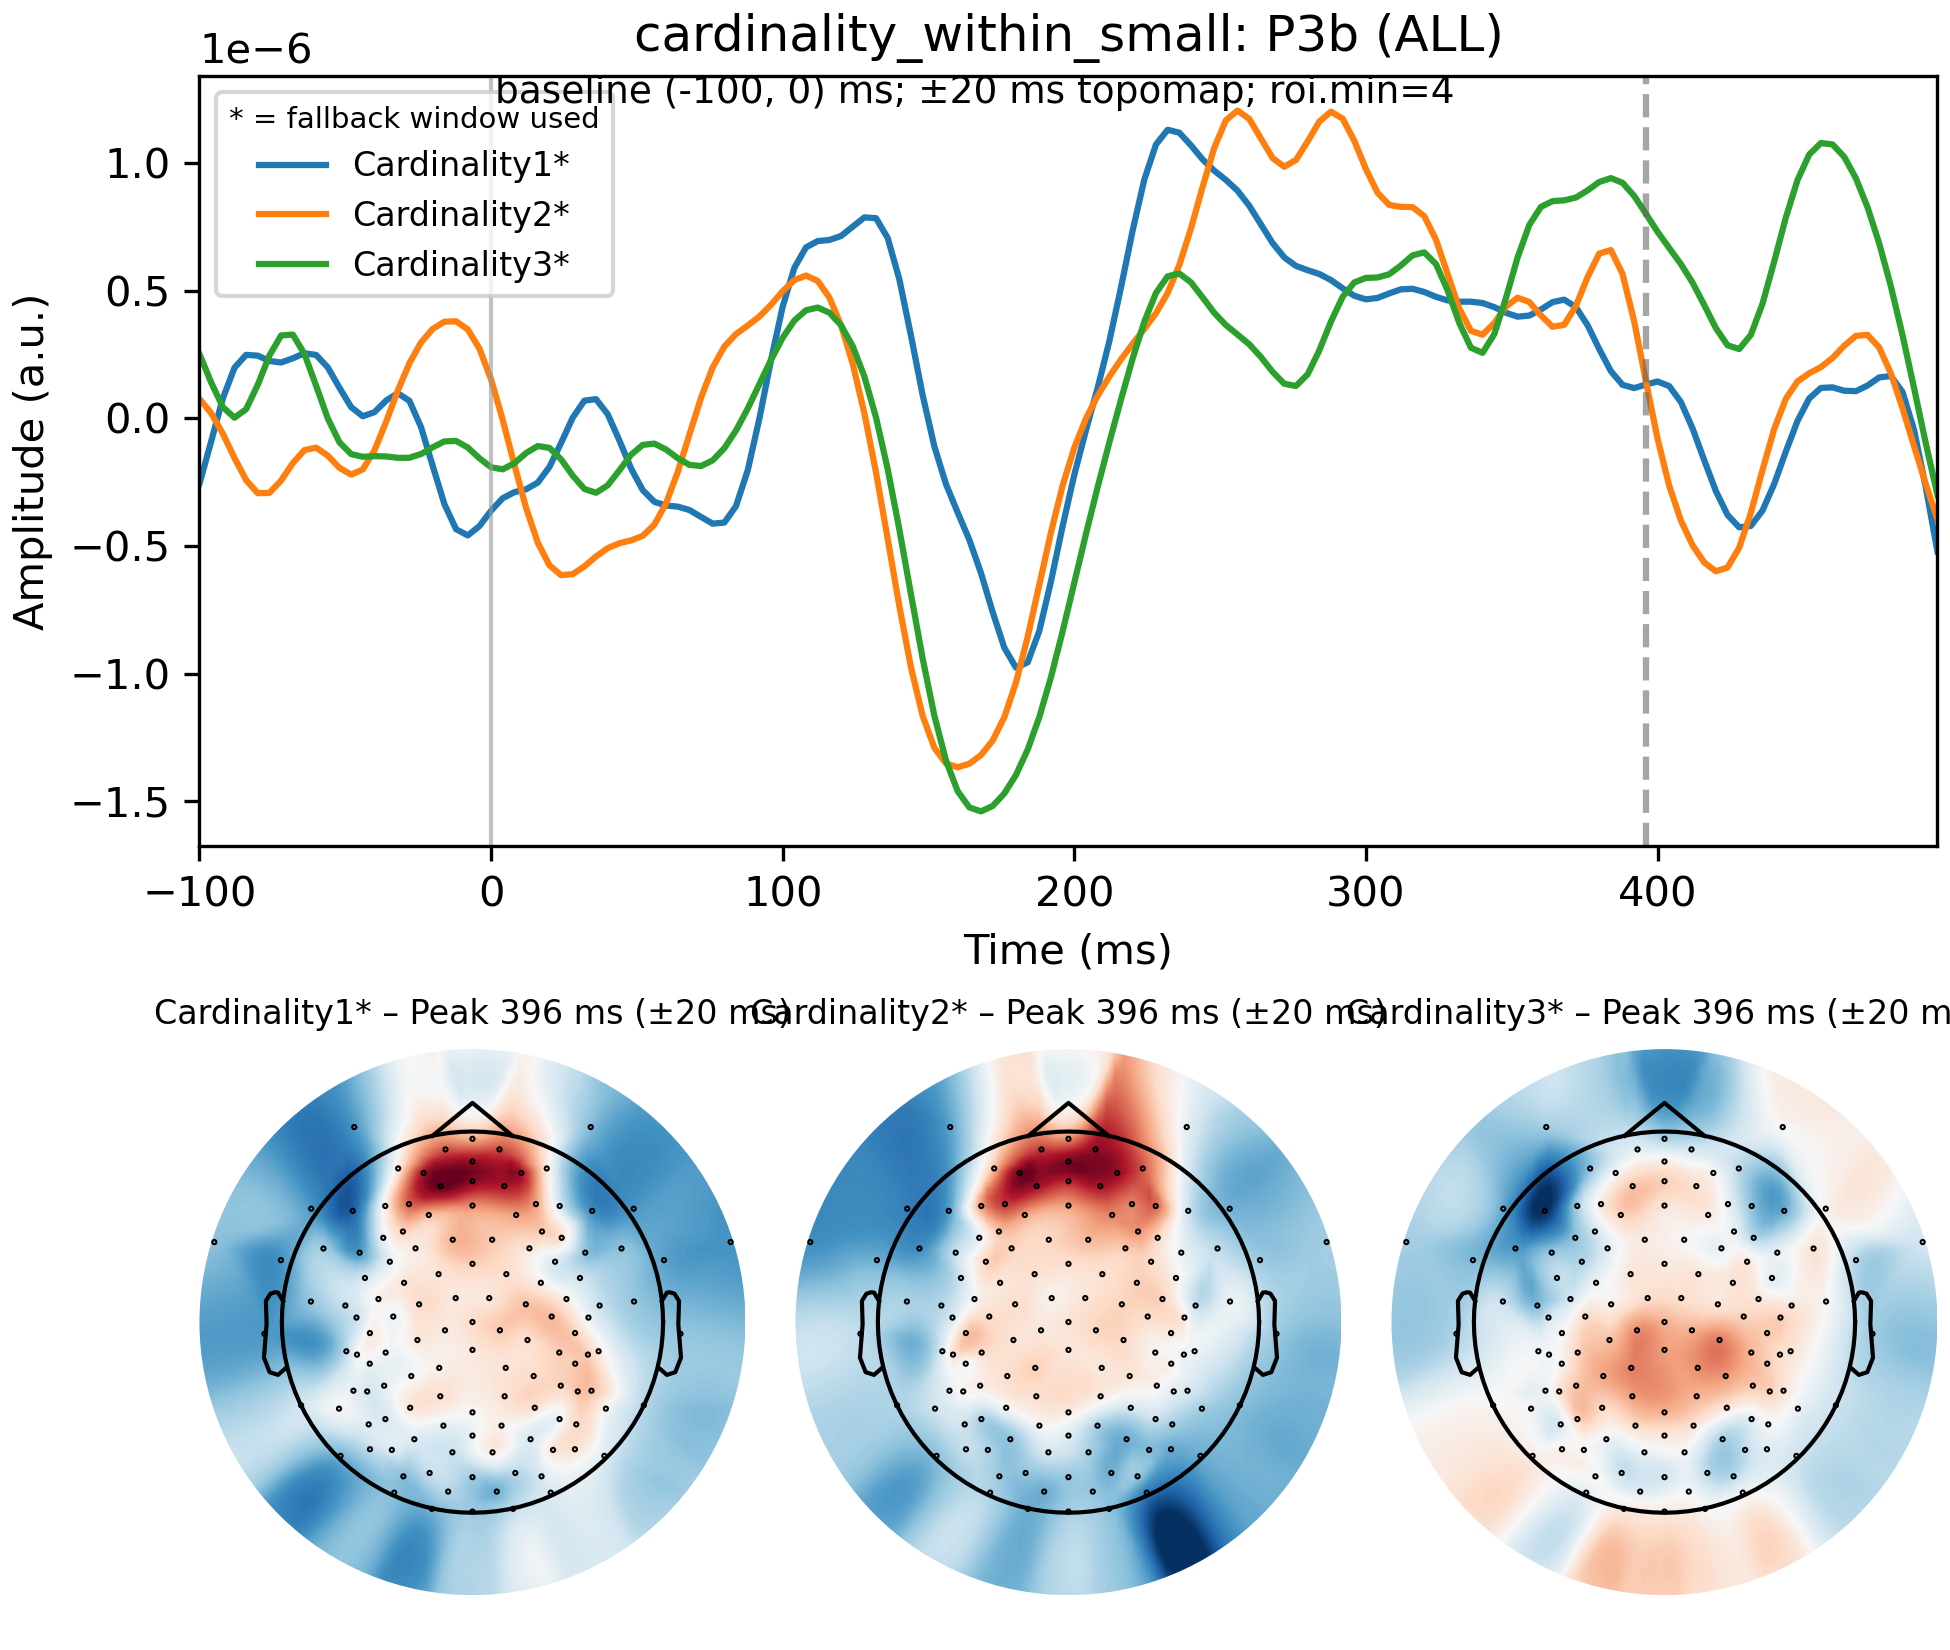 cardinality_within_small: P3b (ALL)
1e−6
baseline (-100, 0) ms; ±20 ms topomap; roi.min=4
* = fallback window used
Cardinality1*
Cardinality2*
Cardinality3*
Amplitude (a.u.)
1.0
0.5
0.0
−0.5
−1.0
−1.5
−100
0
100
200
300
400
Time (ms)
Cardinality1* – Peak 396 ms (±20 ms)
Cardinality2* – Peak 396 ms (±20 ms)
Cardinality3* – Peak 396 ms (±20 m